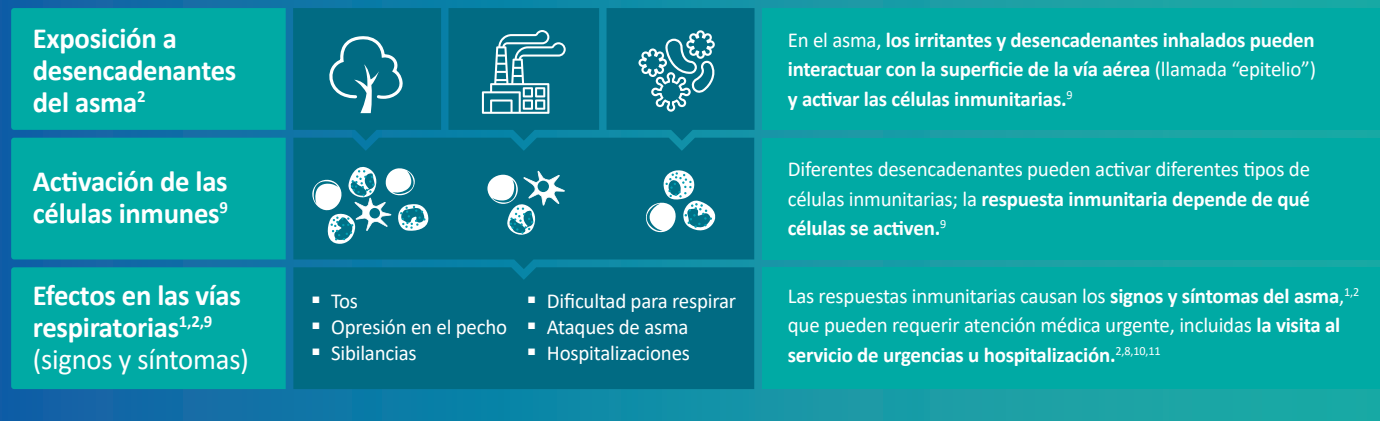 Exposición a
desencadenantes
del asma²
En el asma, los irritantes y desencadenantes inhalados pueden
interactuar con la superficie de la vía aérea (llamada “epitelio”)
y activar las células inmunitarias.⁹
Activación de las
células inmunes⁹
Diferentes desencadenantes pueden activar diferentes tipos de
células inmunitarias; la respuesta inmunitaria depende de qué
células se activen.⁹
Efectos en las vías
respiratorias¹,²,⁹
(signos y síntomas)
▪ Tos
▪ Opresión en el pecho
▪ Sibilancias
▪ Dificultad para respirar
▪ Ataques de asma
▪ Hospitalizaciones
Las respuestas inmunitarias causan los signos y síntomas del asma,¹,²
que pueden requerir atención médica urgente, incluidas la visita al
servicio de urgencias u hospitalización.²,⁸,¹⁰,¹¹